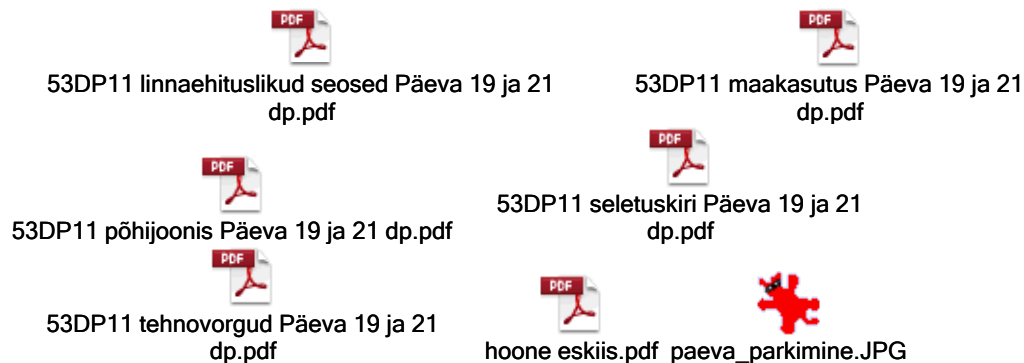 PDF
PDF
53DP11 linnaehituslikud seosed Päeva 19 ja 21
dp.pdf
53DP11 maakasutus Päeva 19 ja 21
dp.pdf
PDF
PDF
53DP11 põhijoonis Päeva 19 ja 21 dp.pdf
53DP11 seletuskiri Päeva 19 ja 21
dp.pdf
PDF
53DP11 tehnovorgud Päeva 19 ja 21
dp.pdf
PDF
hoone eskiis.pdf
paeva_parkimine.JPG